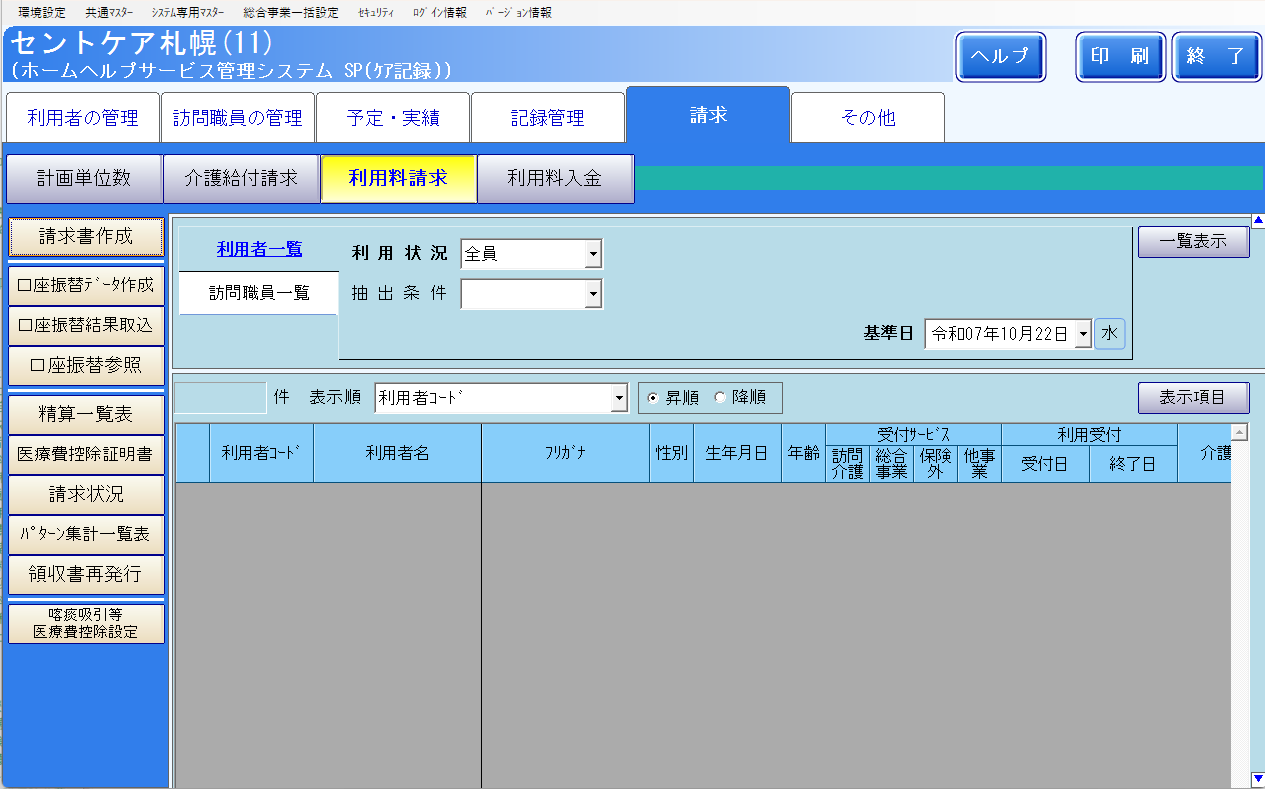 環境設定 共通ﾏｽﾀｰ ｼｽﾃﾑ専用ﾏｽﾀｰ 総合事業一括設定 ｾｷｭﾘﾃｨ ﾛｸﾞｲﾝ情報 ﾊﾞｰｼﾞｮﾝ情報
セントケア札幌(11)
(ホームヘルプサービス管理システム SP(ｹｱ記録))
ヘルプ 印 刷 終 了
利用者の管理 訪問職員の管理 予定・実績 記録管理 請求 その他
計画単位数 介護給付請求 利用料請求 利用料入金
請求書作成
口座振替ﾃﾞｰﾀ作成
口座振替結果取込
口座振替参照
精算一覧表
医療費控除証明書
請求状況
ﾊﾟﾀｰﾝ集計一覧表
領収書再発行
喀痰吸引等
医療費控除設定
利用者一覧 利 用 状 況 全員 一覧表示
訪問職員一覧 抽 出 条 件
基準日 令和07年10月22日 水
件 表示順 利用者ｺｰﾄﾞ 昇順 降順 表示項目
利用者ｺｰﾄﾞ 利用者名 ﾌﾘｶﾞﾅ 性別 生年月日 年齢 受付ｻｰﾋﾞｽ 利用受付 介護
訪問
介護 総合
事業 保険
外 他事
業 受付日 終了日